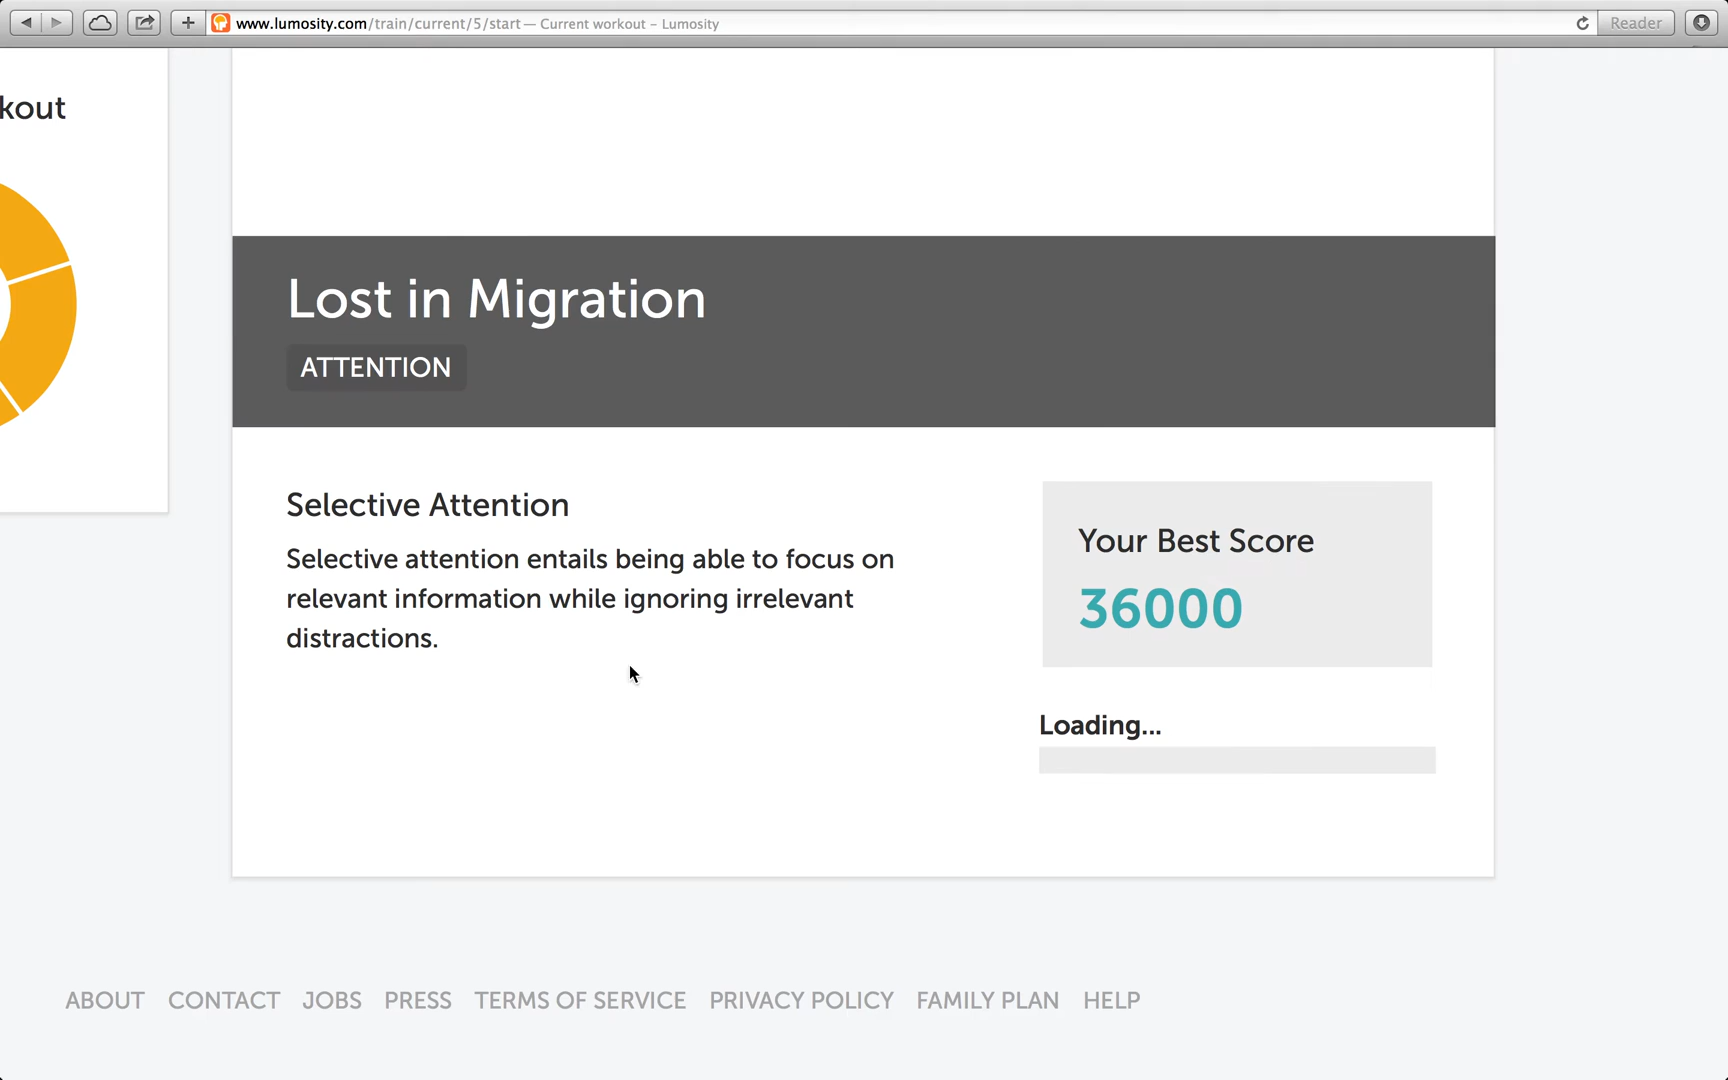 www.lumosity.com/train/current/5/start — Current workout – Lumosity
Reader
kout
Lost in Migration
ATTENTION
Selective Attention
Selective attention entails being able to focus on
relevant information while ignoring irrelevant
distractions.
Your Best Score
36000
Loading...
ABOUT CONTACT JOBS PRESS TERMS OF SERVICE PRIVACY POLICY FAMILY PLAN HELP